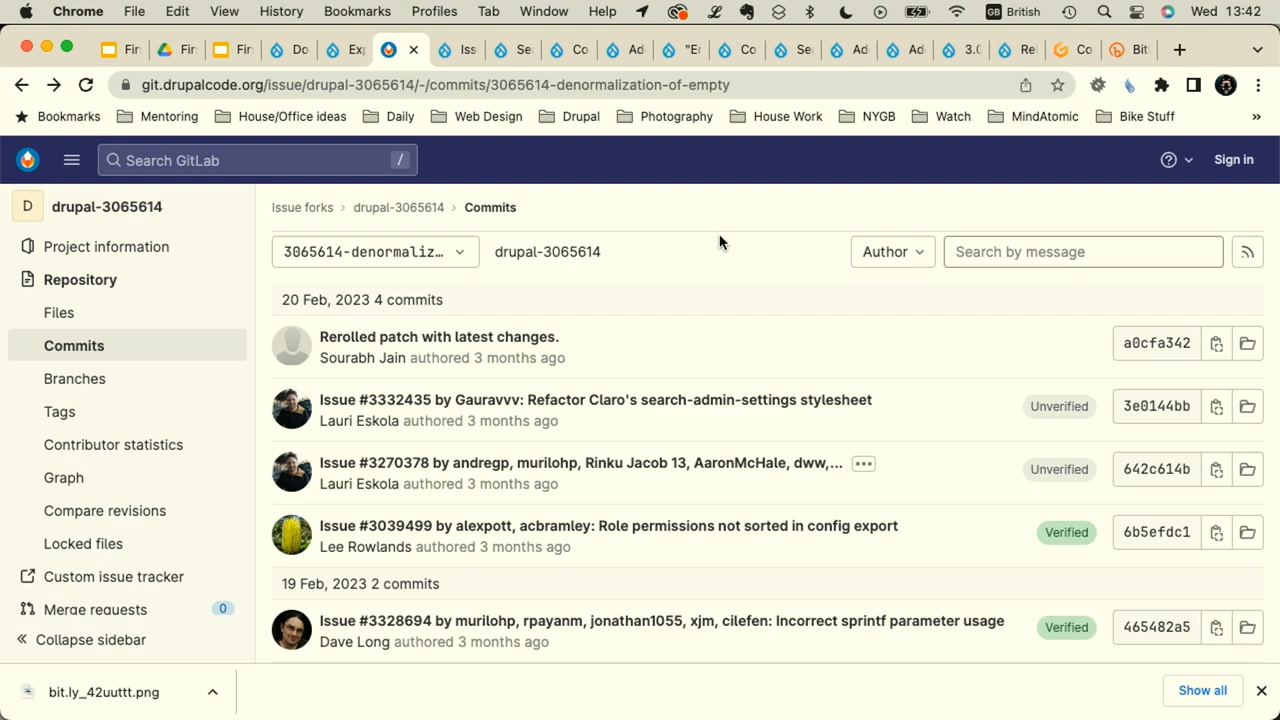 Chrome File Edit View History Bookmarks Profiles Tab Window Help GB British Wed 13:42
Fir Fir Fir Do Exp Iss Se Co Ad "Er Co Se Ad Ad 3.0 Re Co Bit
git.drupalcode.org/issue/drupal-3065614/-/commits/3065614-denormalization-of-empty
Bookmarks Mentoring House/Office ideas Daily Web Design Drupal Photography House Work NYGB Watch MindAtomic Bike Stuff »
Search GitLab / Sign in
D drupal-3065614
Project information
Repository
Files
Commits
Branches
Tags
Contributor statistics
Graph
Compare revisions
Locked files
Custom issue tracker
Merge requests 0
Collapse sidebar
Issue forks > drupal-3065614 > Commits
3065614-denormaliz… drupal-3065614 Author Search by message
20 Feb, 2023 4 commits
Rerolled patch with latest changes.
Sourabh Jain authored 3 months ago
a0cfa342
Issue #3332435 by Gauravvv: Refactor Claro's search-admin-settings stylesheet
Lauri Eskola authored 3 months ago
Unverified 3e0144bb
Issue #3270378 by andregp, murilohp, Rinku Jacob 13, AaronMcHale, dww,...
Lauri Eskola authored 3 months ago
Unverified 642c614b
Issue #3039499 by alexpott, acbramley: Role permissions not sorted in config export
Lee Rowlands authored 3 months ago
Verified 6b5efdc1
19 Feb, 2023 2 commits
Issue #3328694 by murilohp, rpayanm, jonathan1055, xjm, cilefen: Incorrect sprintf parameter usage
Dave Long authored 3 months ago
Verified 465482a5
bit.ly_42uuttt.png Show all